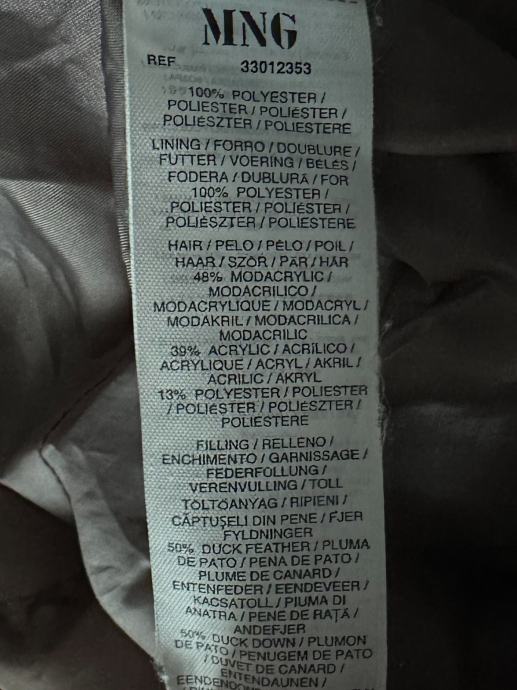 MNG
REF. 33012353
100% POLYESTER /
POLIESTER / POLIÉSTER /
POLIÉSZTER / POLIESTERE
LINING / FORRO / DOUBLURE /
FUTTER / VOERING / BÉLÉS /
FODERA / DUBLURĂ / FOR
100% POLYESTER /
POLIESTER / POLIÉSTER /
POLIÉSZTER / POLIESTERE
HAIR / PELO / PÊLO / POIL /
HAAR / SZŐR / PĂR / HÅR
48% MODACRYLIC /
MODACRILICO /
MODACRYLIQUE / MODACRYL /
MODAKRIL / MODACRILICA /
MODACRILIC
39% ACRYLIC / ACRÍLICO /
ACRYLIQUE / ACRYL / AKRIL /
ACRILIC / AKRYL
13% POLYESTER / POLIESTER
/ POLIÉSTER / POLIÉSZTER /
POLIESTERE
FILLING / RELLENO /
ENCHIMENTO / GARNISSAGE /
FEDERFÜLLUNG /
VERENVULLING / TOLL
TÖLTŐANYAG / RIPIENI /
CĂPTUȘELI DIN PENE / FJER
FYLDNINGER
50% DUCK FEATHER / PLUMA
DE PATO / PENA DE PATO /
PLUME DE CANARD /
ENTENFEDER / EENDEVEER /
KACSATOLL / PIUMA DI
ANATRA / PENE DE RAȚĂ /
ANDEFJER
50% DUCK DOWN / PLUMON
DE PATO / PENUGEM DE PATO
/ DUVET DE CANARD /
ENTENDAUNEN /